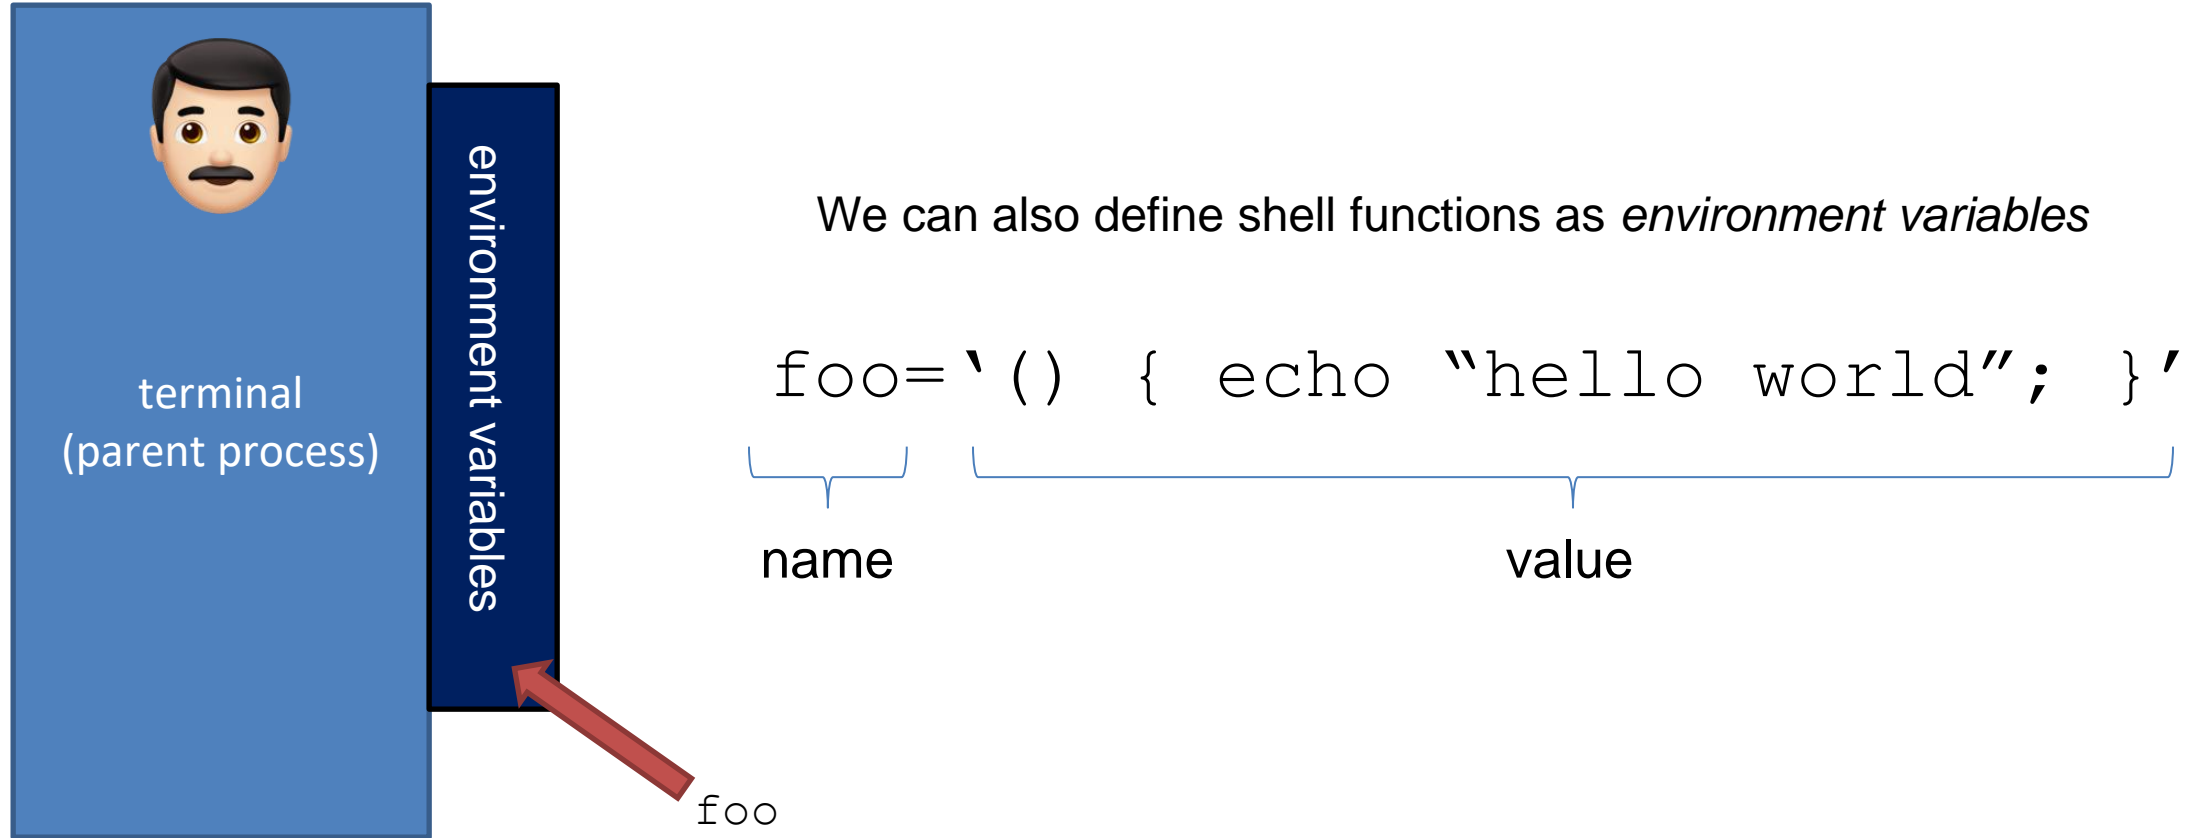 terminal
(parent process)
environment variables
We can also define shell functions as environment variables
foo=‘() { echo “hello world”; }’
name
value
foo